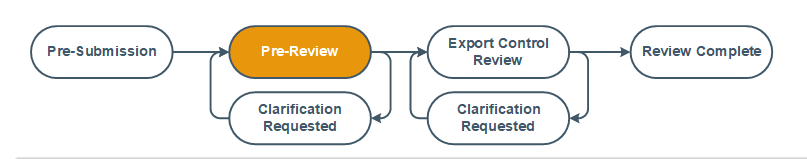 Pre-Submission
Pre-Review
Export Control
Review
Review Complete
Clarification
Requested
Clarification
Requested